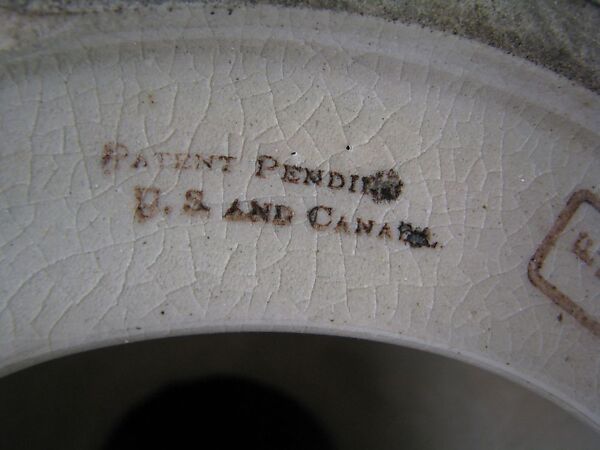 PATENT PENDING
U.S. AND CANADA.